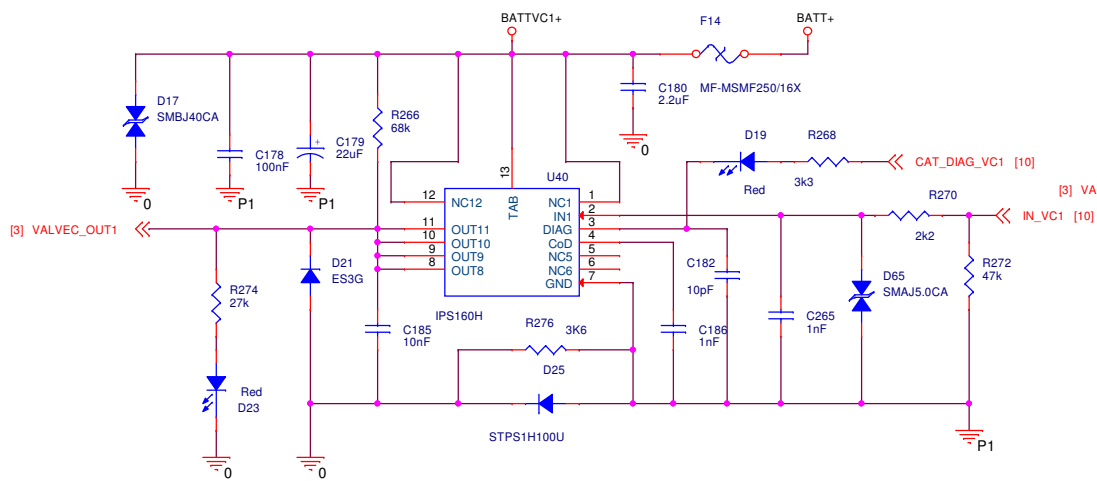 BATTVC1+
F14
BATT+
MF-MSMF250/16X
C180
2.2uF
0
D17
SMBJ40CA
0
C178
100nF
P1
+
C179
22uF
P1
R266
68k
D19
Red
R268
3k3
CAT_DIAG_VC1 [10]
[3] VA
R270
2k2
IN_VC1 [10]
U40
13
TAB
12
NC12
11
OUT11
10
OUT10
9
OUT9
8
OUT8
NC1
1
IN1
2
DIAG
3
CoD
4
NC5
5
NC6
6
GND
7
IPS160H
[3] VALVEC_OUT1
R274
27k
Red
D23
0
D21
ES3G
0
C185
10nF
R276
3K6
D25
STPS1H100U
C182
10pF
C186
1nF
C265
1nF
D65
SMAJ5.0CA
R272
47k
P1